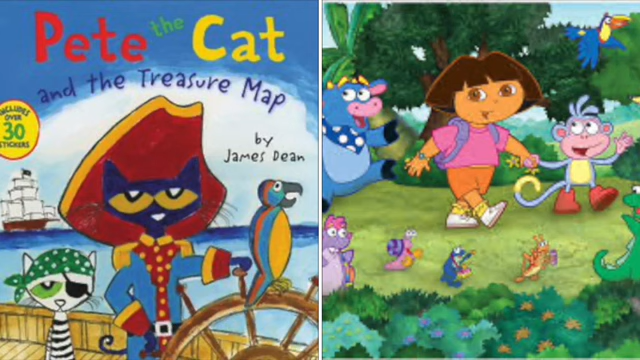 Pete the Cat
and the Treasure Map
by
James Dean
INCLUDES
OVER
30
STICKERS